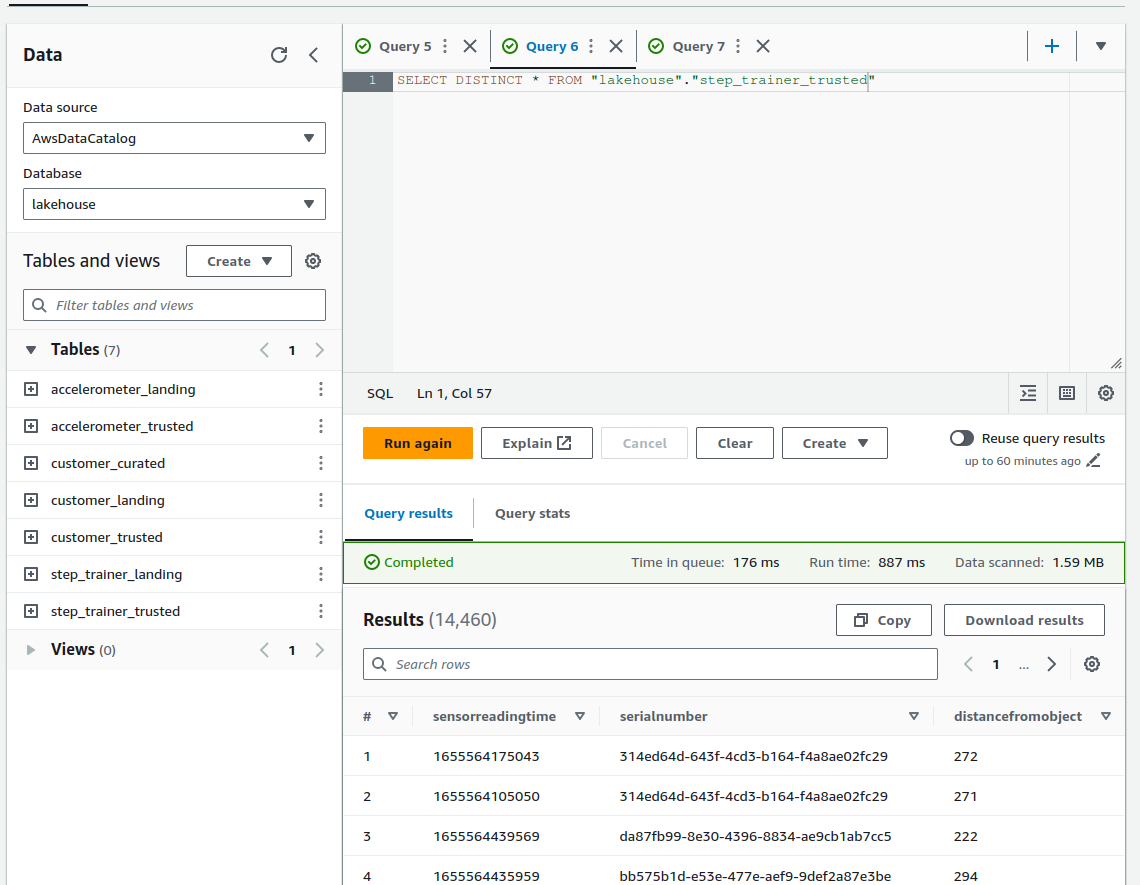 Data
Data source
AwsDataCatalog
Database
lakehouse
Tables and views
Create
Filter tables and views
Tables (7)
1
accelerometer_landing
accelerometer_trusted
customer_curated
customer_landing
customer_trusted
step_trainer_landing
step_trainer_trusted
Views (0)
1
Query 5
Query 6
Query 7
1 SELECT DISTINCT * FROM "lakehouse"."step_trainer_trusted"
SQL Ln 1, Col 57
Run again
Explain
Cancel
Clear
Create
Reuse query results
up to 60 minutes ago
Query results
Query stats
Completed
Time in queue: 176 ms
Run time: 887 ms
Data scanned: 1.59 MB
Results (14,460)
Copy
Download results
Search rows
1 ...
# sensorreadingtime serialnumber distancefromobject
1 1655564175043 314ed64d-643f-4cd3-b164-f4a8ae02fc29 272
2 1655564105050 314ed64d-643f-4cd3-b164-f4a8ae02fc29 271
3 1655564439569 da87fb99-8e30-4396-8834-ae9cb1ab7cc5 222
4 1655564435959 bb575b1d-e53e-477e-aef9-9def2a87e3be 294